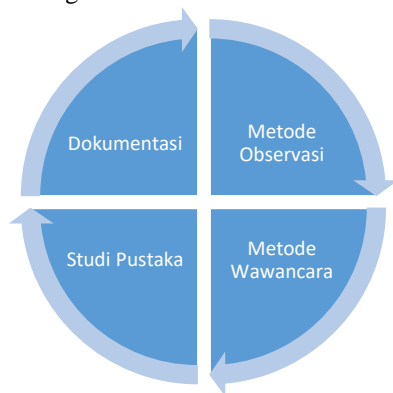 Dokumentasi
Metode
Observasi
Studi Pustaka
Metode
Wawancara